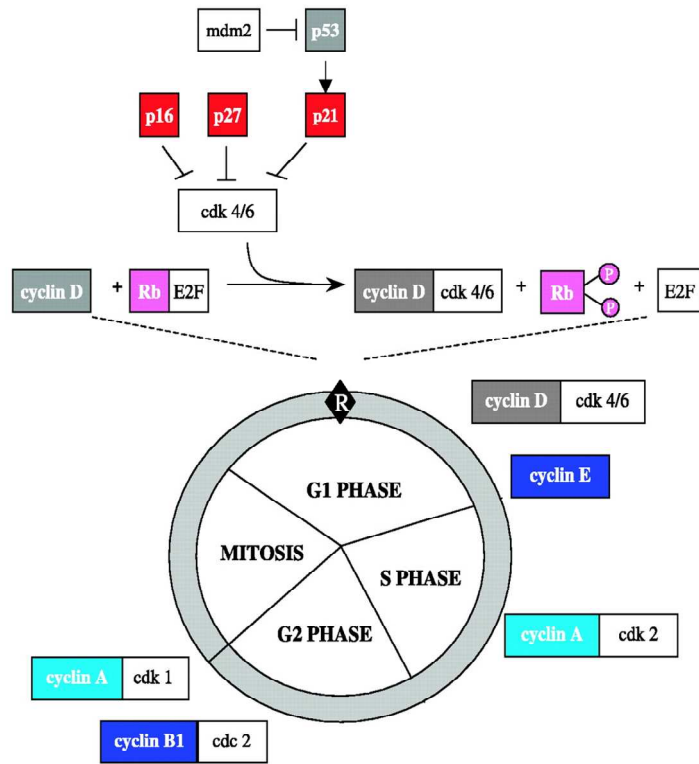 mdm2
p53
p16
p27
p21
cdk 4/6
cyclin D
+
Rb
E2F
cyclin D
cdk 4/6
+
Rb
P
P
+
E2F
R
cyclin D
cdk 4/6
G1 PHASE
cyclin E
MITOSIS
S PHASE
G2 PHASE
cyclin A
cdk 2
cyclin A
cdk 1
cyclin B1
cdc 2